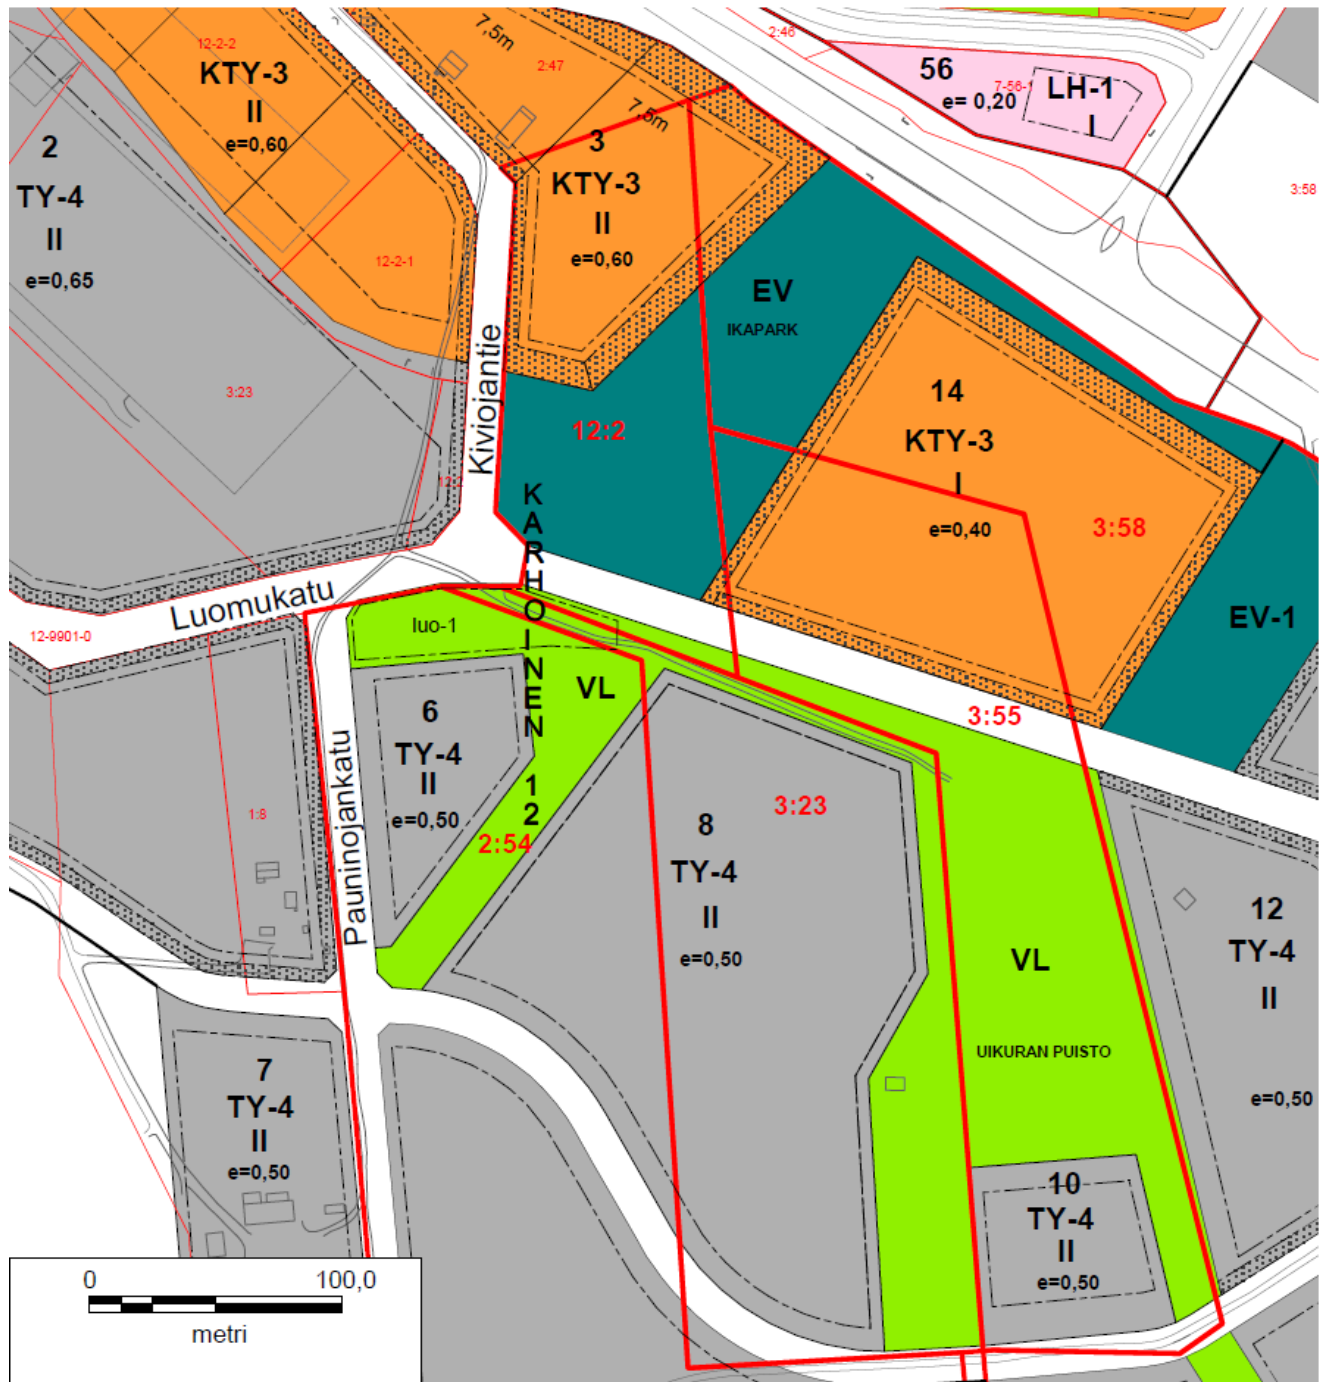 2:46
12-2-2
KTY-3
II
e=0,60
7,5m
2:47
7,5m
56
e= 0,20
7-56-1
LH-1
I
2
TY-4
II
e=0,65
3
KTY-3
II
e=0,60
3:58
12-2-1
EV
IKAPARK
3:23
Kiviojantie
12:2
12:2
14
KTY-3
I
e=0,40
3:58
KARHOINEN 12
Luomukatu
12-9901-0
luo-1
EV-1
VL
3:55
6
TY-4
II
e=0,50
Pauninojankatu
1:8
2:54
3:23
8
TY-4
II
e=0,50
12
TY-4
II
e=0,50
VL
UIKURAN PUISTO
7
TY-4
II
e=0,50
10
TY-4
II
e=0,50
0 100,0
metri